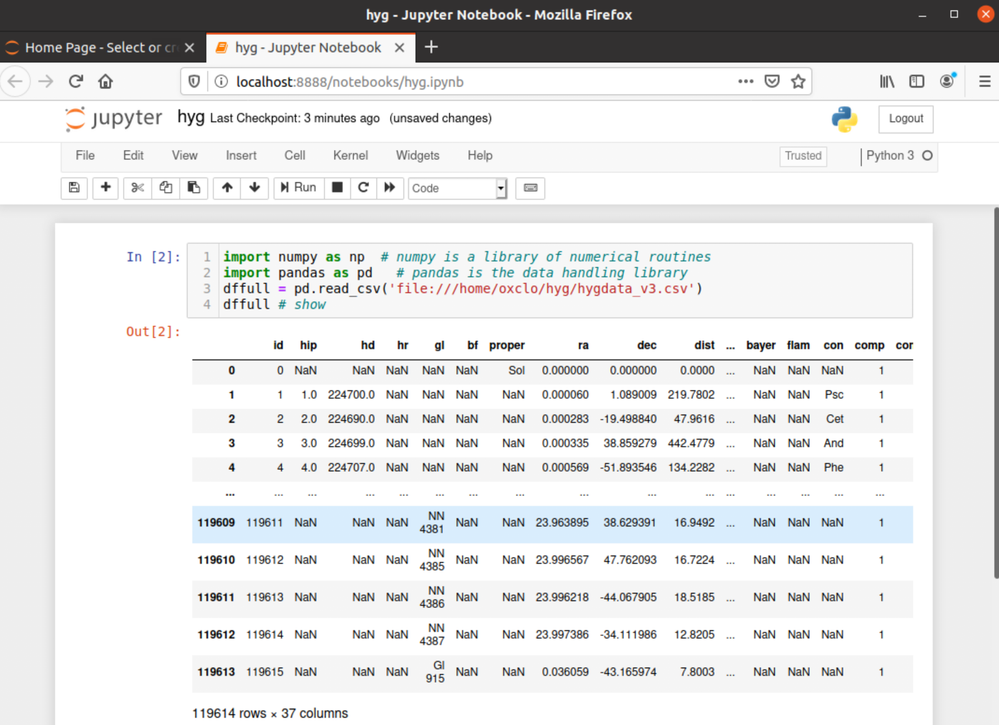 hyg - Jupyter Notebook - Mozilla Firefox
Home Page - Select or cr
hyg - Jupyter Notebook
localhost:8888/notebooks/hyg.ipynb
jupyter hyg Last Checkpoint: 3 minutes ago (unsaved changes)
Logout
File Edit View Insert Cell Kernel Widgets Help
Trusted
Python 3
Run
Code
In [2]:
1 import numpy as np # numpy is a library of numerical routines
2 import pandas as pd # pandas is the data handling library
3 dffull = pd.read_csv('file:///home/oxclo/hyg/hygdata_v3.csv')
4 dffull # show
Out[2]:
id hip hd hr gl bf proper ra dec dist ... bayer flam con comp cor
0 0 NaN NaN NaN NaN NaN Sol 0.000000 0.000000 0.0000 ... NaN NaN NaN 1
1 1 1.0 224700.0 NaN NaN NaN NaN 0.000060 1.089009 219.7802 ... NaN NaN Psc 1
2 2 2.0 224690.0 NaN NaN NaN NaN 0.000283 -19.498840 47.9616 ... NaN NaN Cet 1
3 3 3.0 224699.0 NaN NaN NaN NaN 0.000335 38.859279 442.4779 ... NaN NaN And 1
4 4 4.0 224707.0 NaN NaN NaN NaN 0.000569 -51.893546 134.2282 ... NaN NaN Phe 1
... ... ... ... ... ... ... ... ... ... ... ... ... ... ... ...
119609 119611 NaN NaN NaN NN 4381 NaN NaN 23.963895 38.629391 16.9492 ... NaN NaN NaN 1
119610 119612 NaN NaN NaN NN 4385 NaN NaN 23.996567 47.762093 16.7224 ... NaN NaN NaN 1
119611 119613 NaN NaN NaN NN 4386 NaN NaN 23.996218 -44.067905 18.5185 ... NaN NaN NaN 1
119612 119614 NaN NaN NaN NN 4387 NaN NaN 23.997386 -34.111986 12.8205 ... NaN NaN NaN 1
119613 119615 NaN NaN NaN Gl 915 NaN NaN 0.036059 -43.165974 7.8003 ... NaN NaN NaN 1
119614 rows × 37 columns